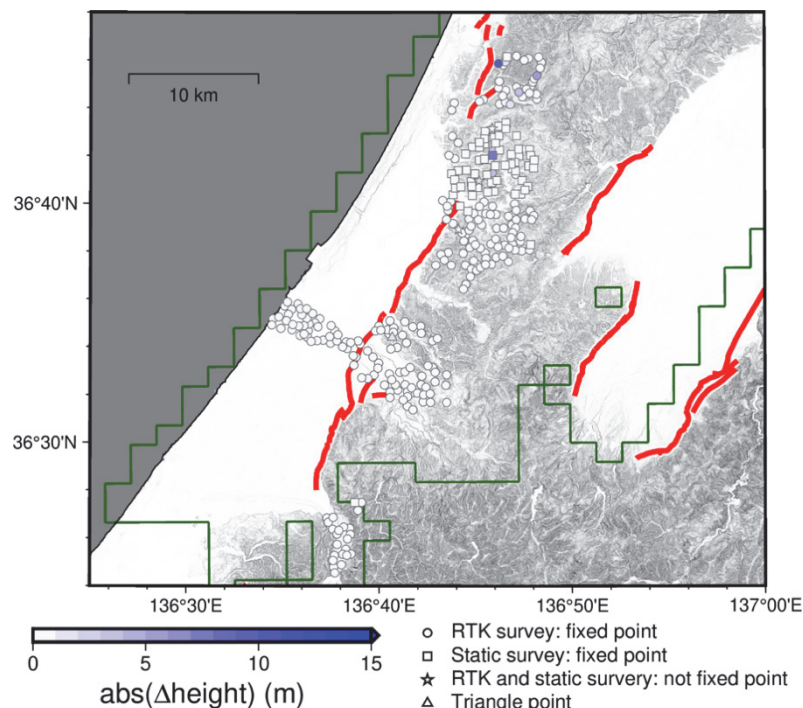 10 km
36°40'N
36°30'N
136°30'E
136°40'E
136°50'E
137°00'E
0
5
10
15
abs(Δheight) (m)
RTK survey: fixed point
Static survey: fixed point
RTK and static survery: not fixed point
Triangle point